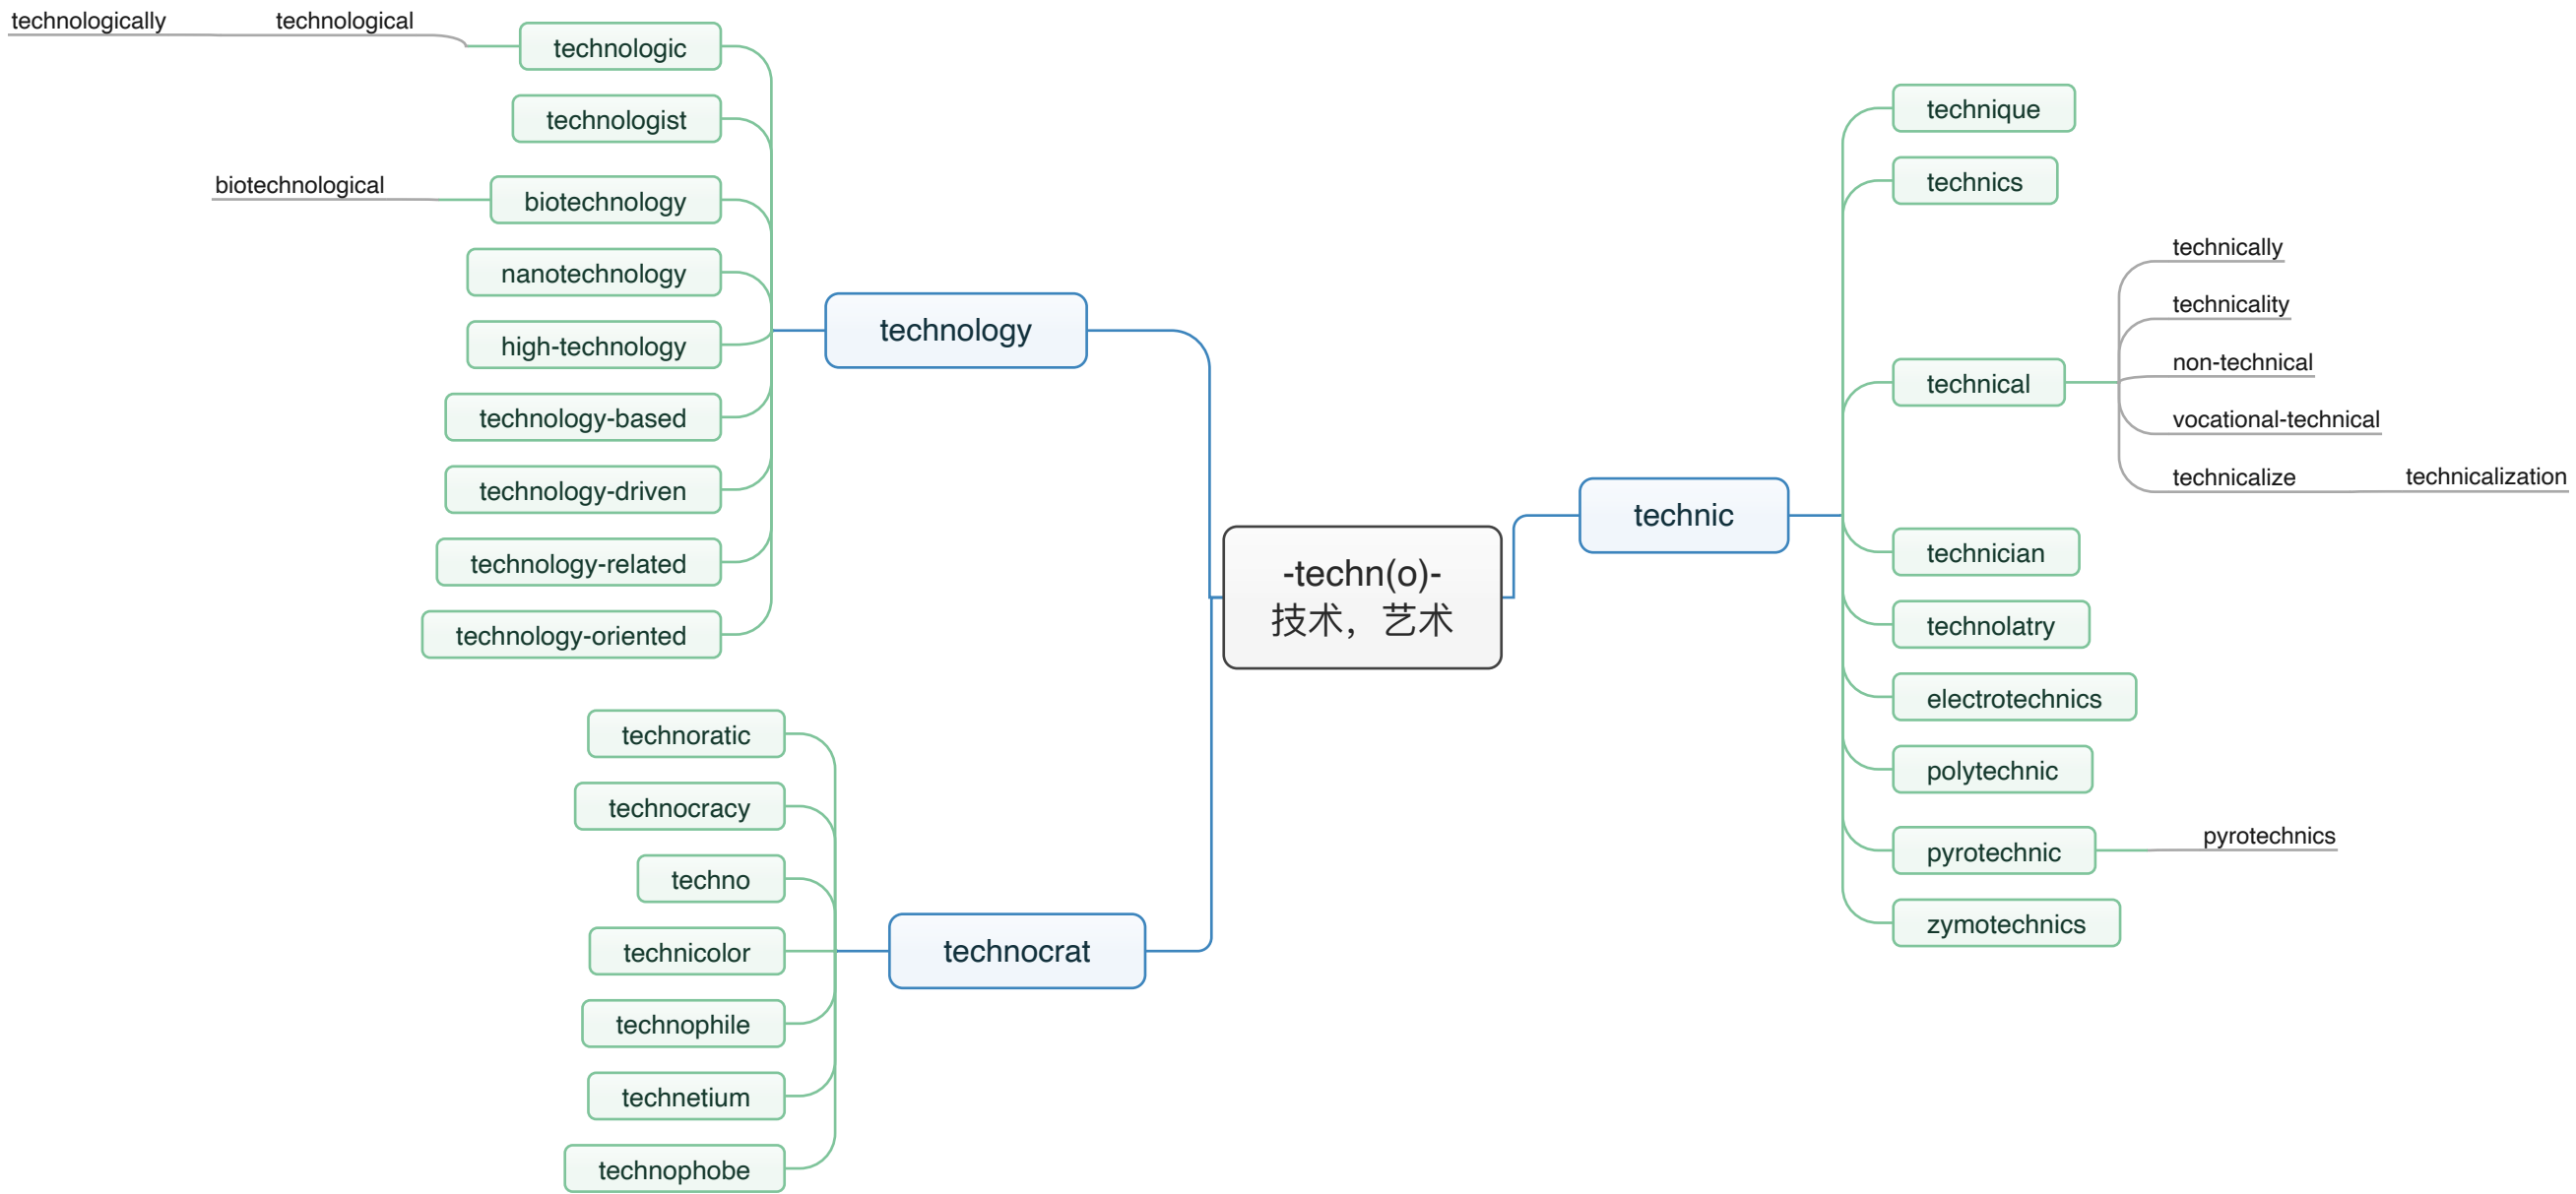 technologically
technological
technologic
technologist
biotechnological
biotechnology
nanotechnology
high-technology
technology-based
technology-driven
technology-related
technology-oriented
technology
technoratic
technocracy
techno
technicolor
technophile
technetium
technophobe
technocrat
-techn(o)-
技术，艺术
technic
technique
technics
technical
technically
technicality
non-technical
vocational-technical
technicalize
technicalization
technician
technolatry
electrotechnics
polytechnic
pyrotechnic
pyrotechnics
zymotechnics